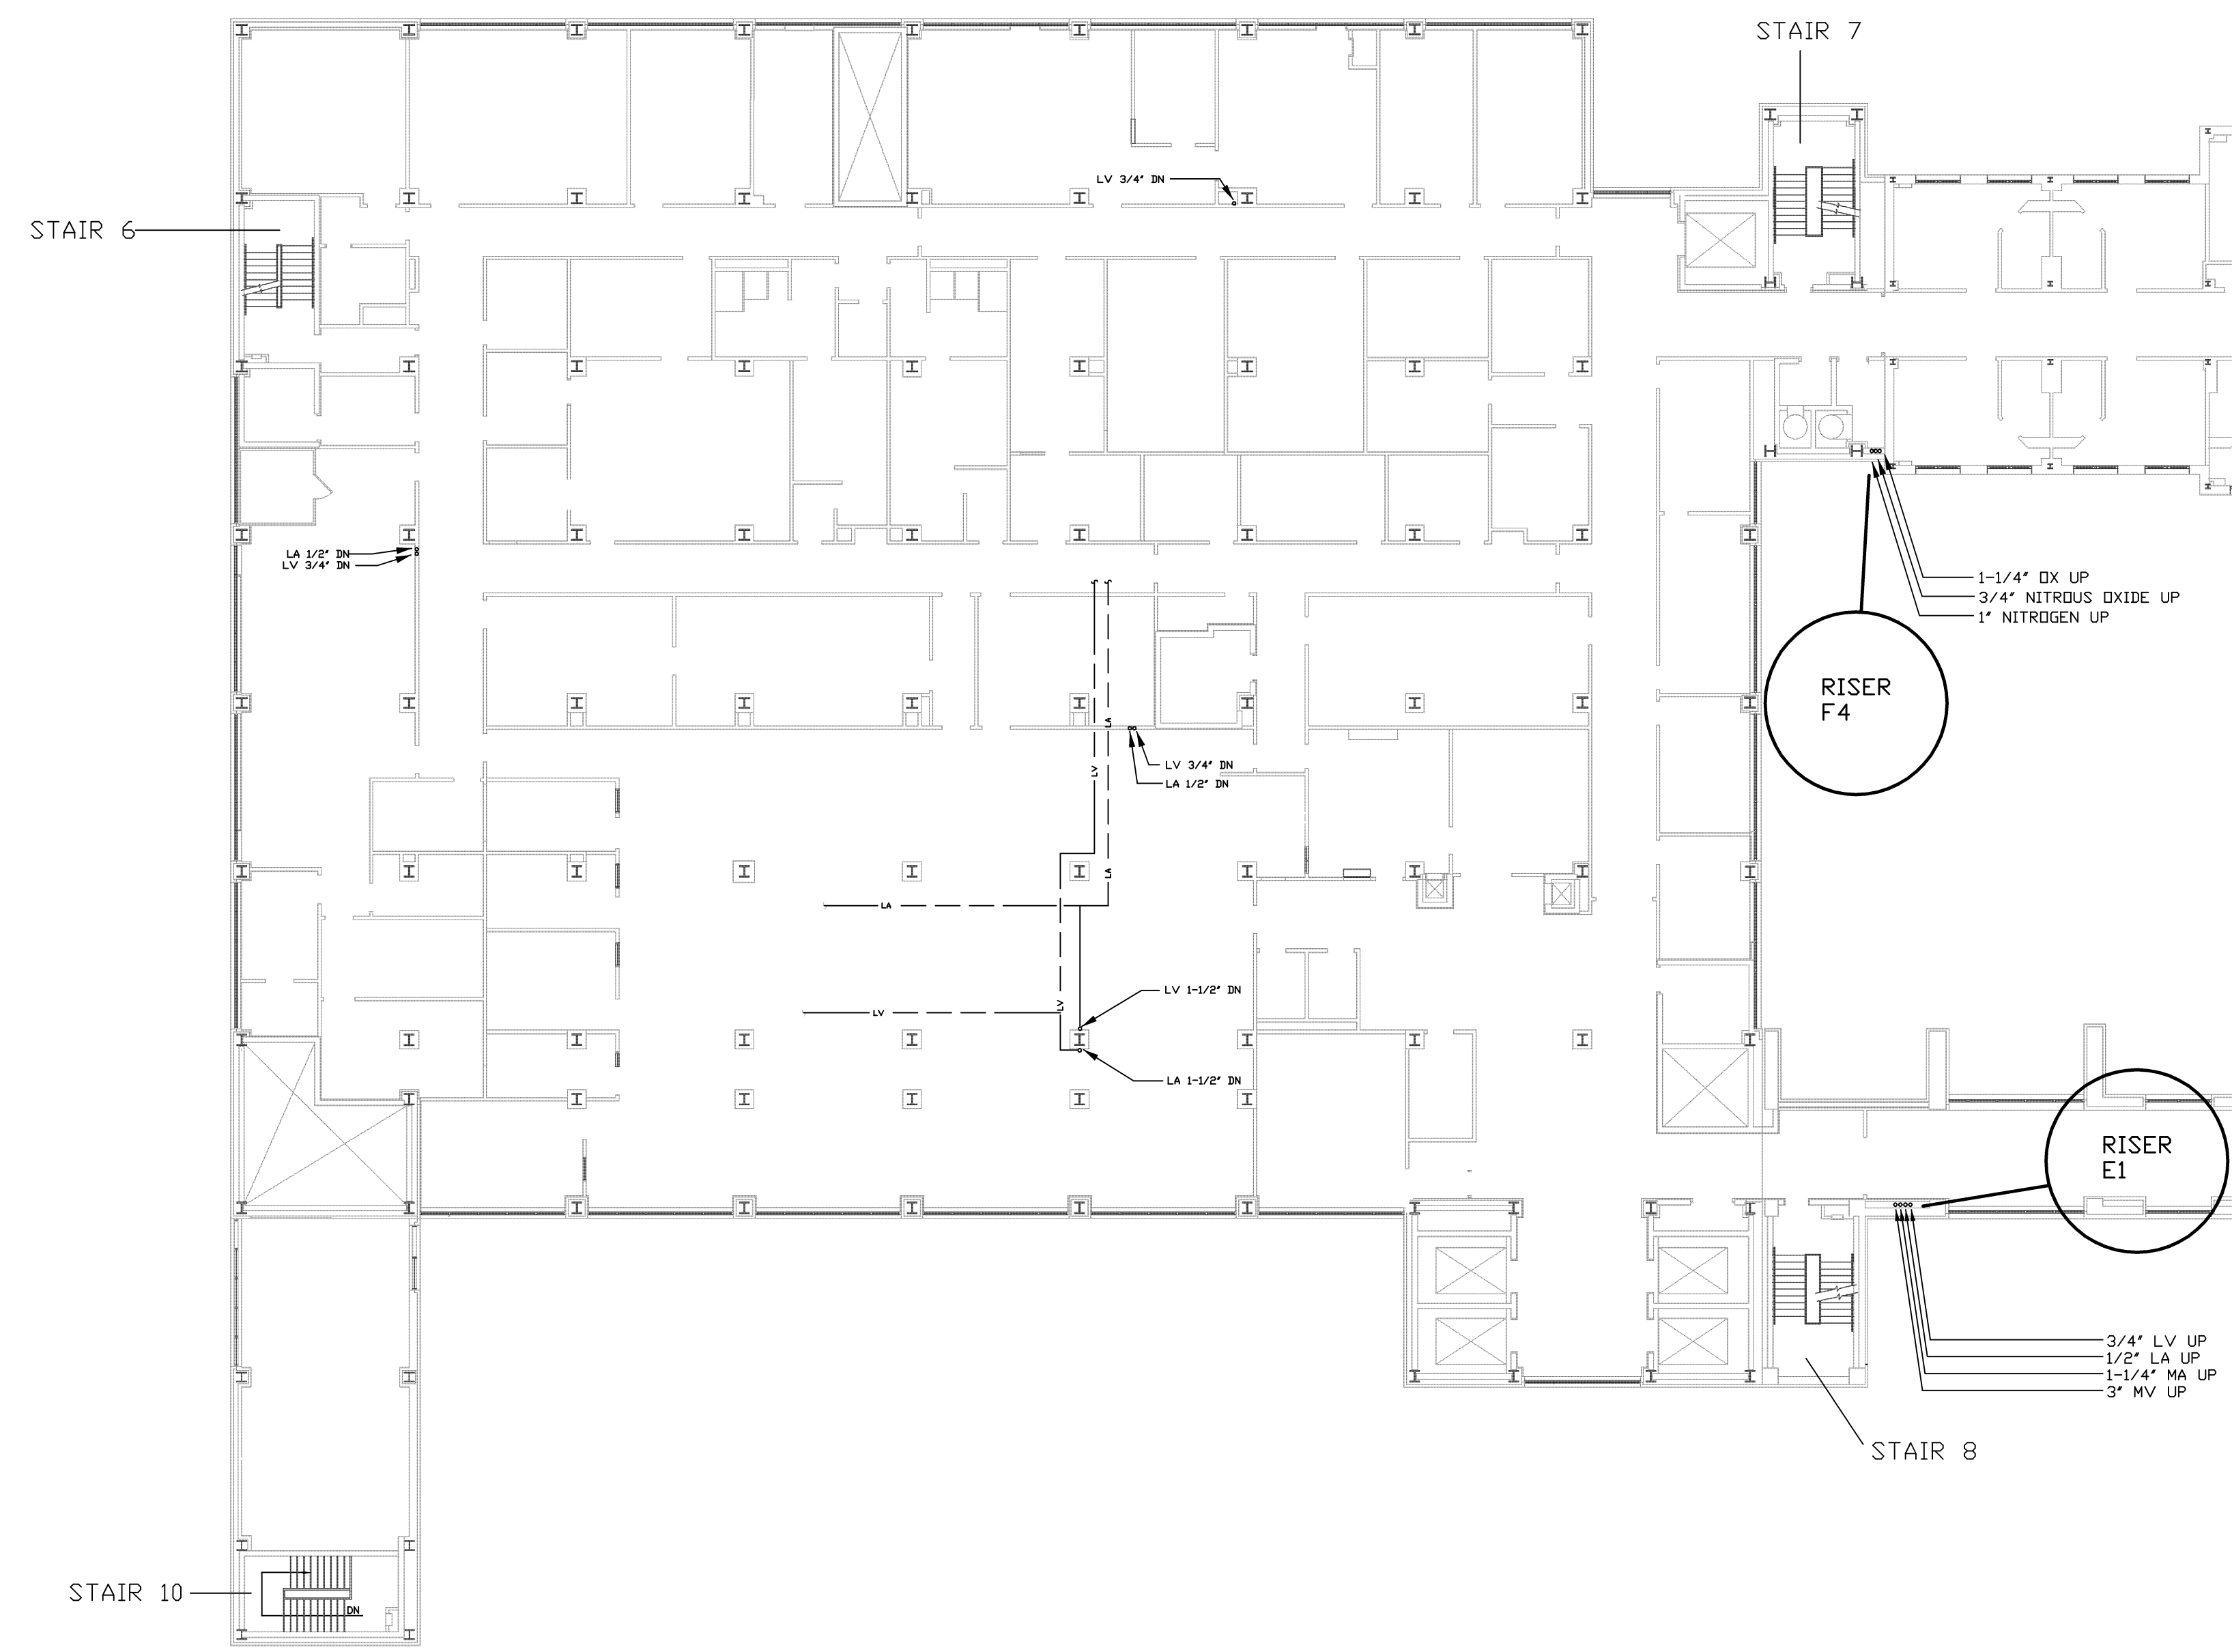 STAIR 7
LV 3/4" DN
STAIR 6
LA 1/2" DN
LV 3/4" DN
1-1/4" OX UP
3/4" NITROUS OXIDE UP
1" NITROGEN UP
RISER
F4
LA
LV
LV 3/4" DN
LA 1/2" DN
LA
LA
LV 1-1/2" DN
LV
LV
LA 1-1/2" DN
RISER
E1
3/4" LV UP
1/2" LA UP
1-1/4" MA UP
3" MV UP
STAIR 8
STAIR 10
DN